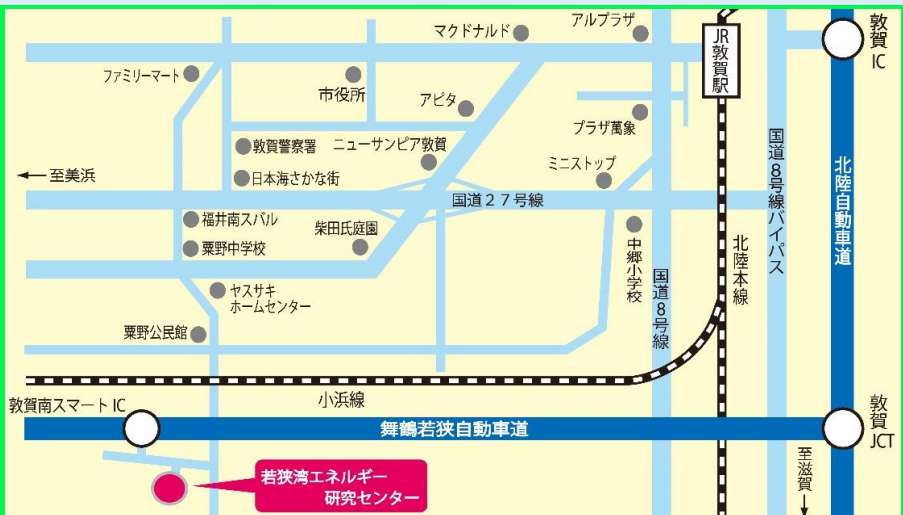 マクドナルド
アルプラザ
JR敦賀駅
敦賀
IC
ファミリーマート
市役所
アピタ
プラザ萬象
敦賀警察署
ニューサンピア敦賀
ミニストップ
国道8号線バイパス
北陸自動車道
至美浜
日本海さかな街
国道27号線
福井南スバル
柴田氏庭園
粟野中学校
中郷小学校
国道8号線
北陸本線
ヤスサキ
ホームセンター
粟野公民館
小浜線
敦賀南スマートIC
舞鶴若狭自動車道
敦賀
JCT
至滋賀
若狭湾エネルギー
研究センター